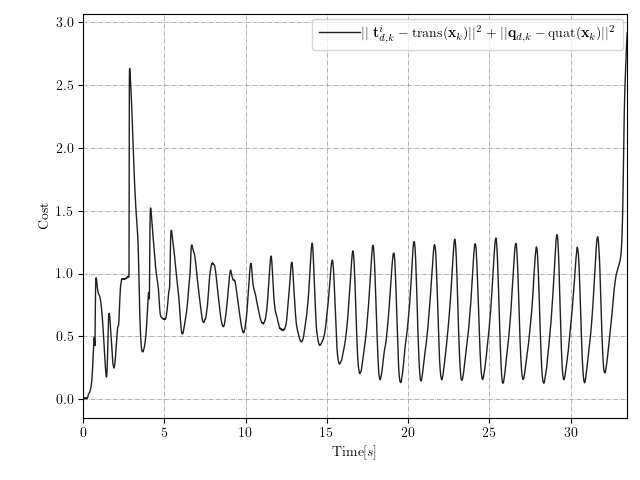 || t^i_{d,k} − trans(x_k)||^2 + ||q_{d,k} − quat(x_k)||^2
3.0
2.5
2.0
1.5
1.0
0.5
0.0
Cost
0 5 10 15 20 25 30
Time[s]